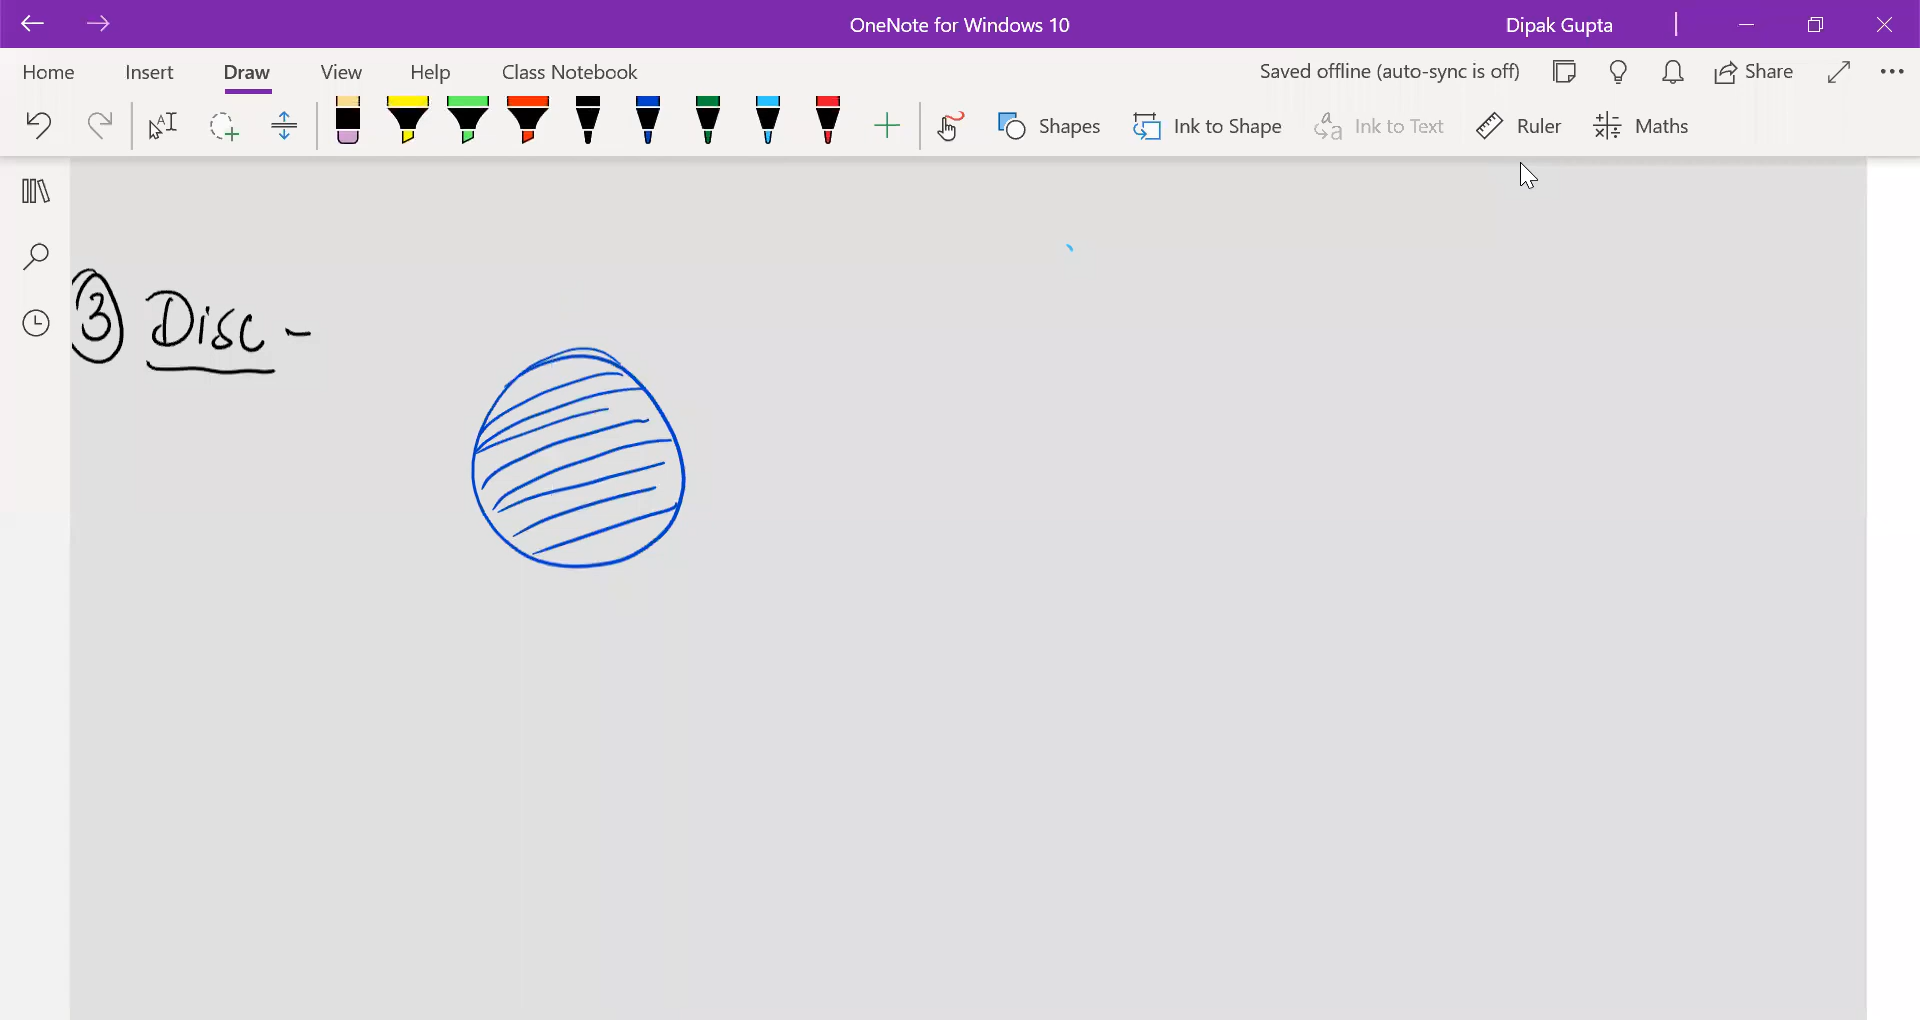 OneNote for Windows 10
Dipak Gupta
Home Insert Draw View Help Class Notebook
Saved offline (auto-sync is off) Share
Shapes Ink to Shape Ink to Text Ruler Maths
③ Disc -